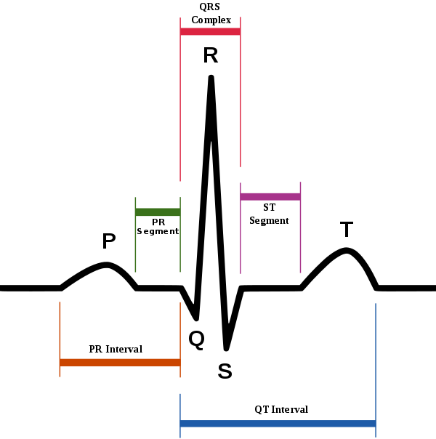 QRS
Complex
R
PR
Segment
ST
Segment
P
T
Q
S
PR Interval
QT Interval